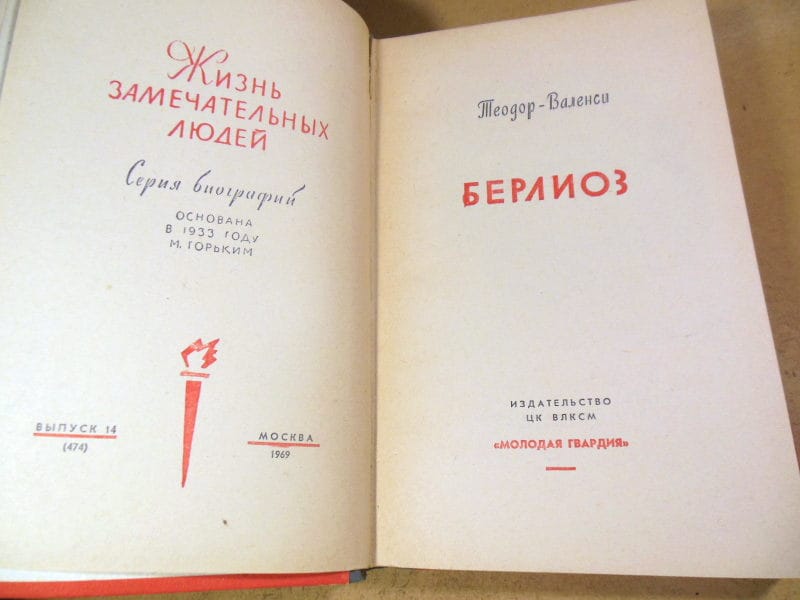 Жизнь
ЗАМЕЧАТЕЛЬНЫХ
ЛЮДЕЙ
Серия биографий
ОСНОВАНА
В 1933 ГОДУ
М. ГОРЬКИМ
ВЫПУСК 14
(474)
МОСКВА
1969
Теодор-Валенси
БЕРЛИОЗ
ИЗДАТЕЛЬСТВО
ЦК ВЛКСМ
«МОЛОДАЯ ГВАРДИЯ»